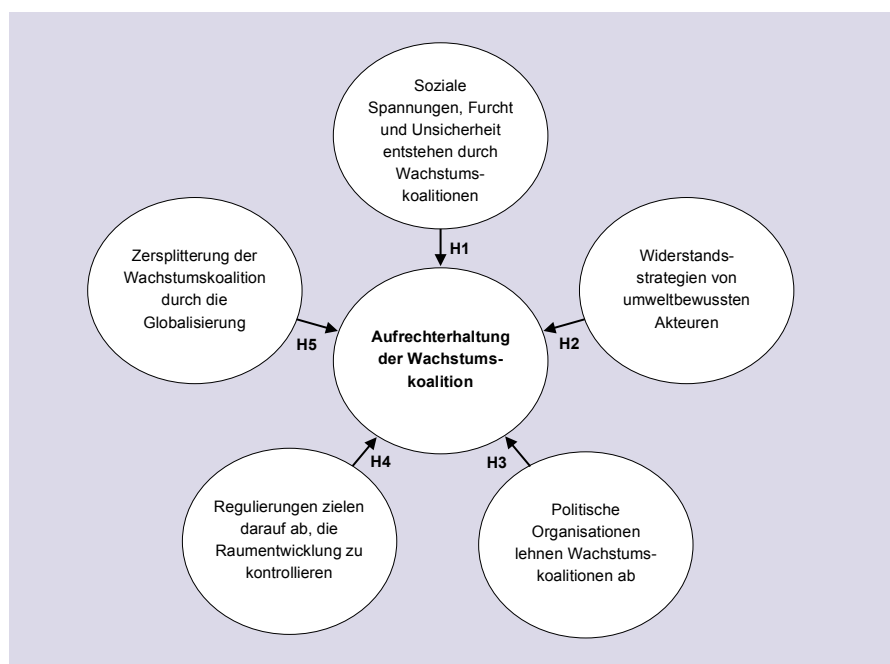 Soziale
Spannungen, Furcht
und Unsicherheit
entstehen durch
Wachstums-
koalitionen
H1
Zersplitterung der
Wachstumskoalition
durch die
Globalisierung
H5
Widerstands-
strategien von
umweltbewussten
Akteuren
H2
Aufrechterhaltung
der Wachstums-
koalition
H4
H3
Regulierungen zielen
darauf ab, die
Raumentwicklung zu
kontrollieren
Politische
Organisationen
lehnen Wachstums-
koalitionen ab